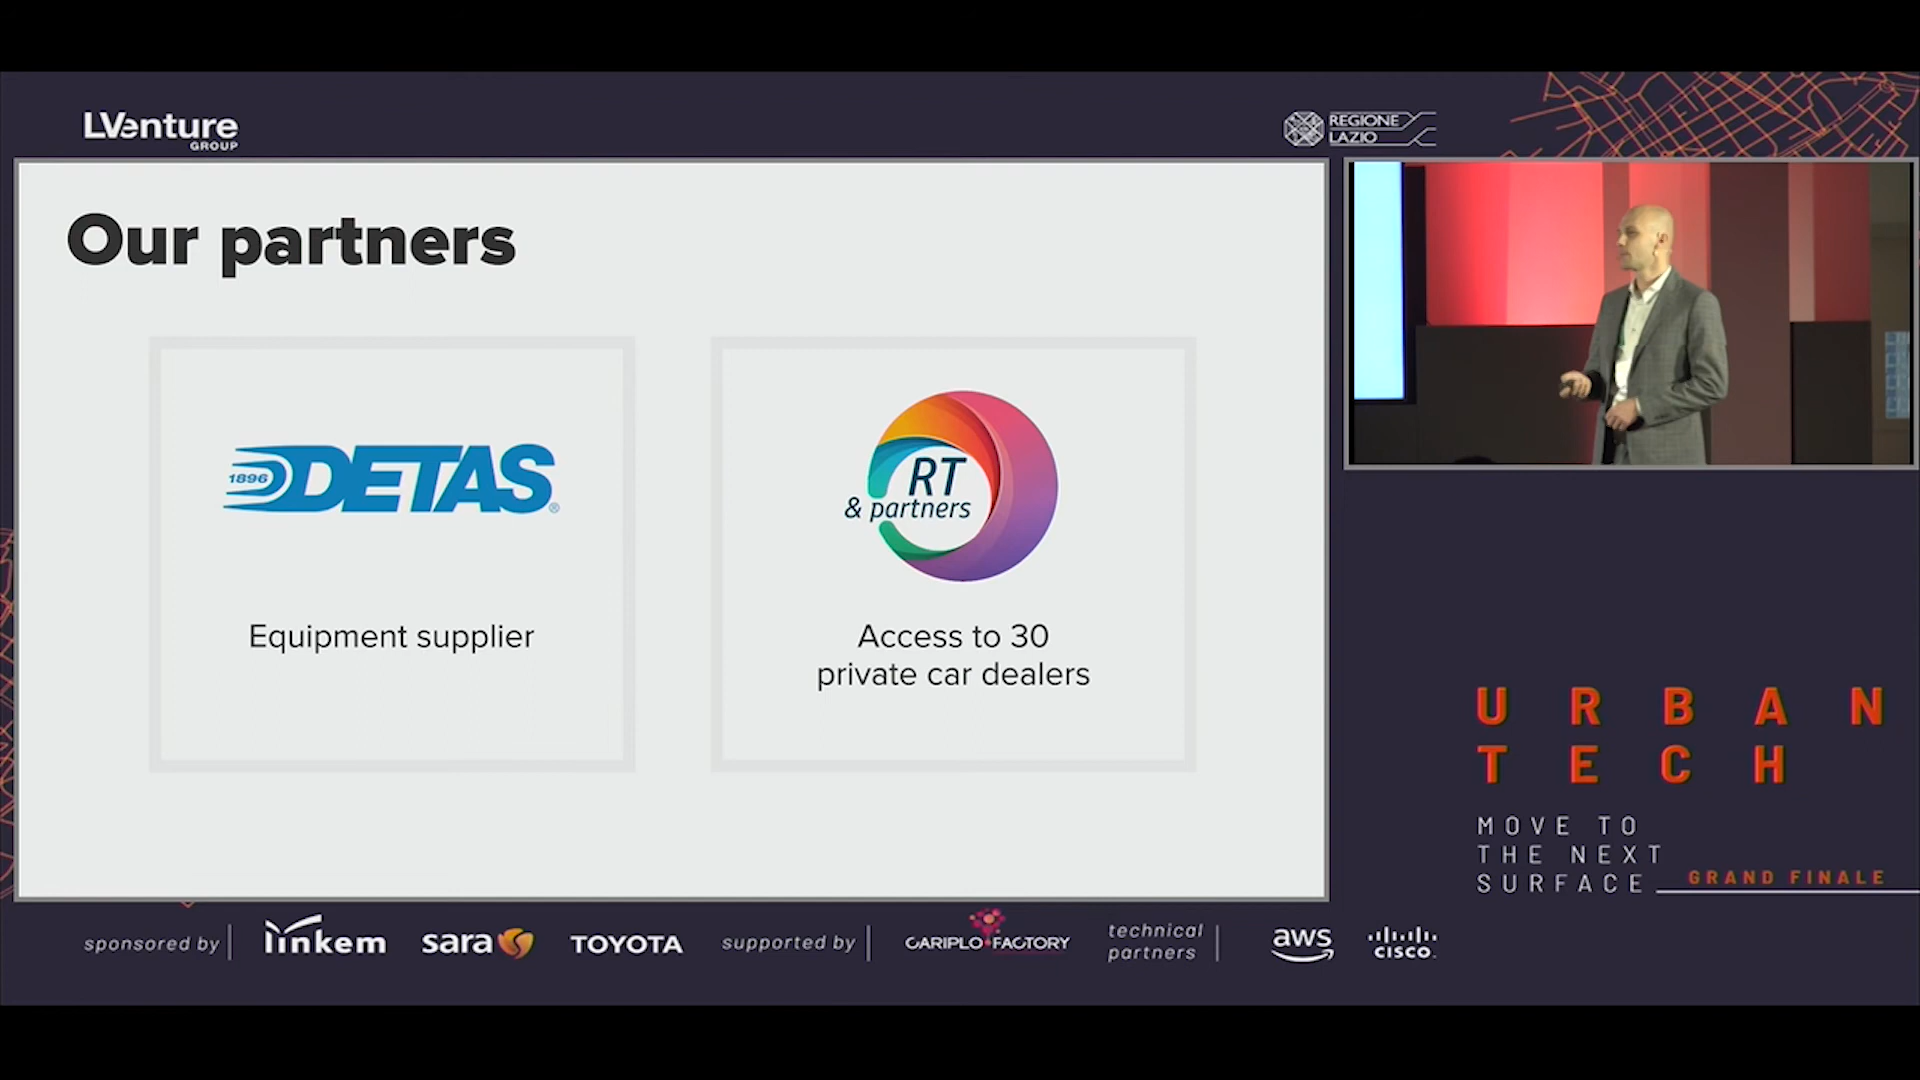 LVenture
GROUP
REGIONE
LAZIO
Our partners
1896 DETAS®
Equipment supplier
RT
& partners
Access to 30
private car dealers
URBAN
TECH
MOVE TO
THE NEXT
SURFACE
GRAND FINALE
sponsored by
linkem
sara
TOYOTA
supported by
CARIPLO FACTORY
technical
partners
aws
CISCO